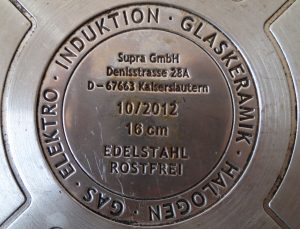 INDUKTION · GLASKERAMIK · HALOGEN · GAS · ELEKTRO ·
Supra GmbH
Denisstrasse 28A
D-67663 Kaiserslautern
10/2012
16 cm
EDELSTAHL
ROSTFREI